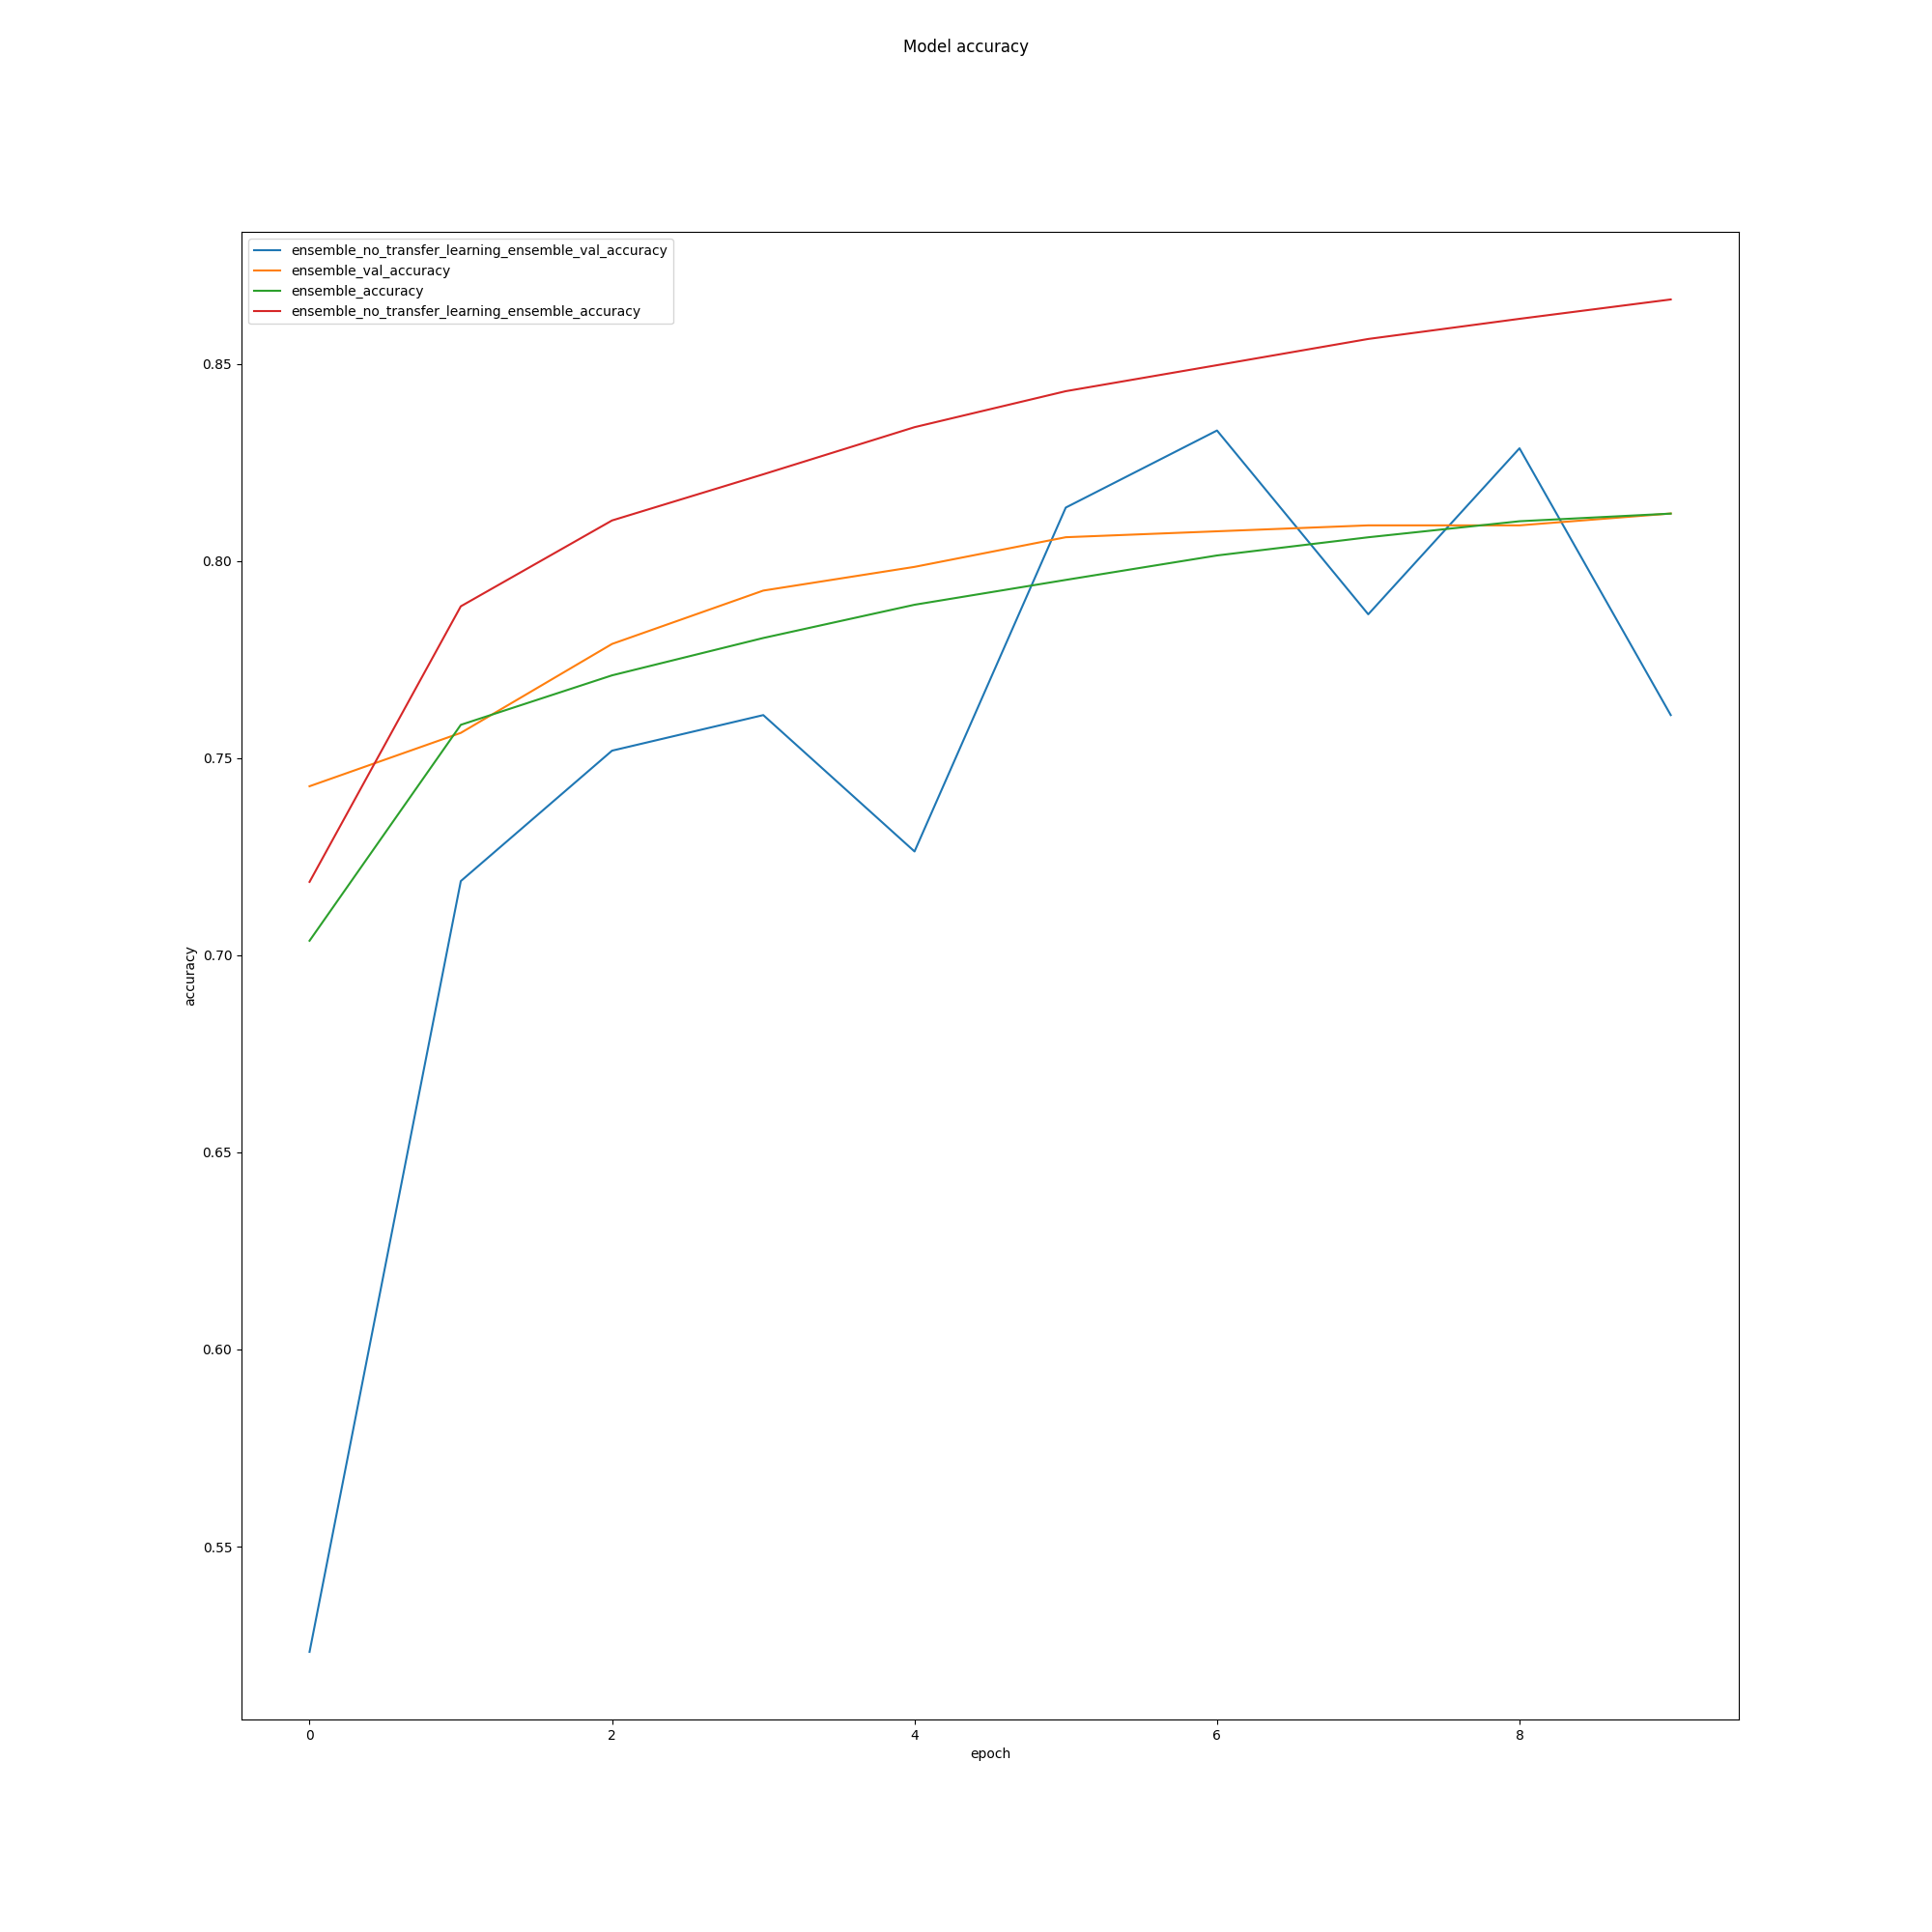 Model accuracy
ensemble_no_transfer_learning_ensemble_val_accuracy
ensemble_val_accuracy
ensemble_accuracy
ensemble_no_transfer_learning_ensemble_accuracy
0.85
0.80
0.75
0.70
0.65
0.60
0.55
accuracy
0 2 4 6 8
epoch